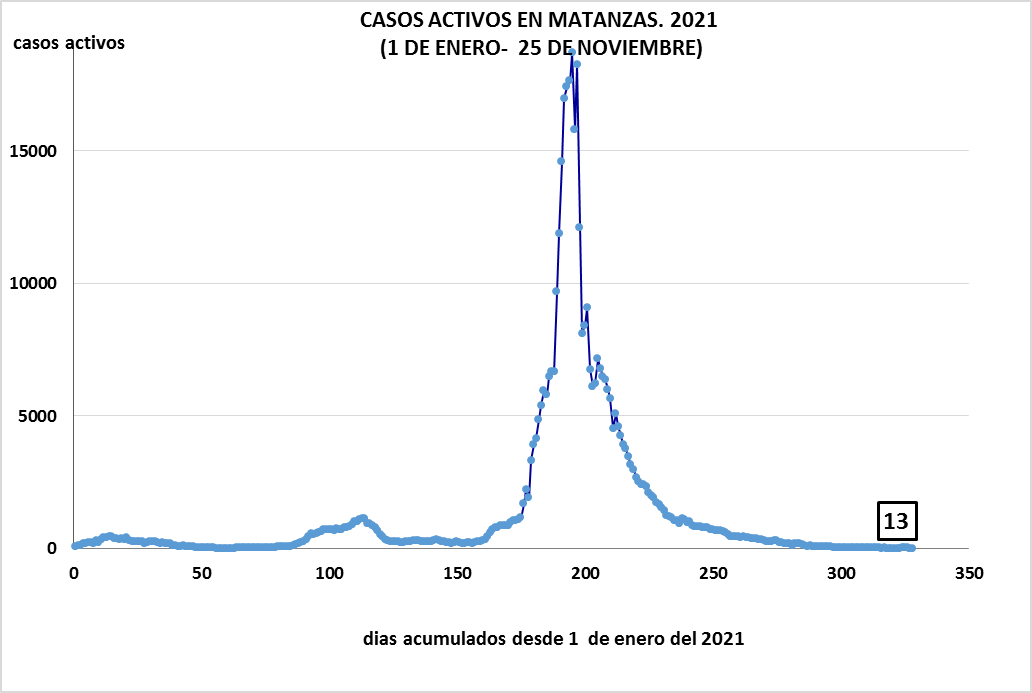 CASOS ACTIVOS EN MATANZAS. 2021
(1 DE ENERO-  25 DE NOVIEMBRE)
casos activos
15000
10000
5000
0
13
0 50 100 150 200 250 300 350
dias acumulados desde 1  de enero del 2021